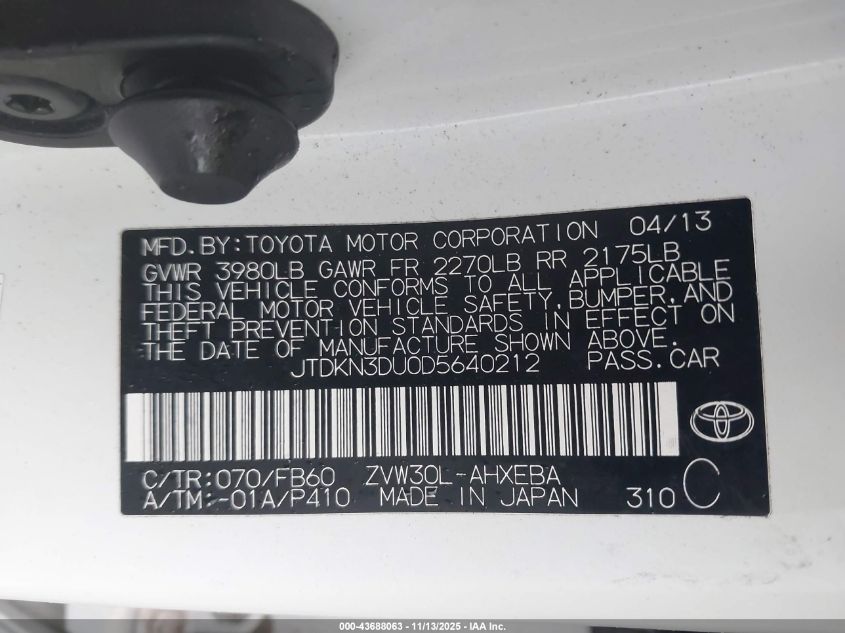 MFD.BY:TOYOTA MOTOR CORPORATION 04/13
GVWR 3980LB GAWR FR 2270LB RR 2175LB
THIS VEHICLE CONFORMS TO ALL APPLICABLE
FEDERAL MOTOR VEHICLE SAFETY,BUMPER,AND
THEFT PREVENTION STANDARDS IN EFFECT ON
THE DATE OF MANUFACTURE SHOWN ABOVE.
JTDKN3DU0D5640212 PASS.CAR
C/TR:070/FB60 ZVW30L-AHXEBA
A/TM:-01A/P410 MADE IN JAPAN 310 C
000-43688063 - 11/13/2025 - IAA Inc.